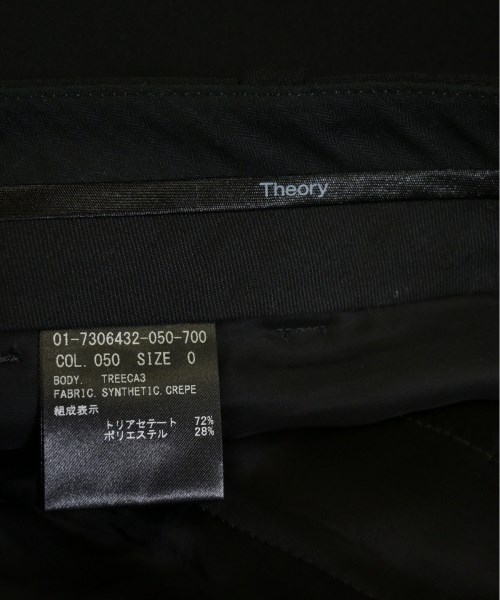 Theory
01-7306432-050-700
COL. 050 SIZE 0
BODY. TREECA3
FABRIC. SYNTHETIC. CREPE
組成表示
トリアセテート 72%
ポリエステル 28%